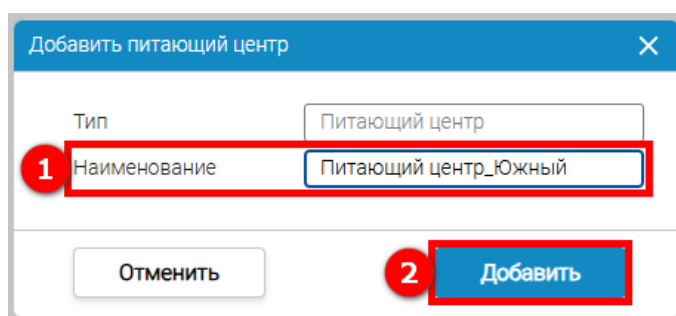 Добавить питающий центр
Тип Питающий центр
1 Наименование Питающий центр_Южный
Отменить 2 Добавить